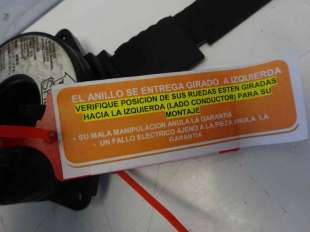 EL ANILLO SE ENTREGA GIRADO A IZQUIERDA
VERIFIQUE POSICION DE SUS RUEDAS ESTEN GIRADAS
HACIA LA IZQUIERDA (LADO CONDUCTOR) PARA SU
MONTAJE
- SU MALA MANIPULACION ANULA LA GARANTIA
- UN FALLO ELECTRICO AJENO A LA PIEZA ANULA LA
GARANTIA